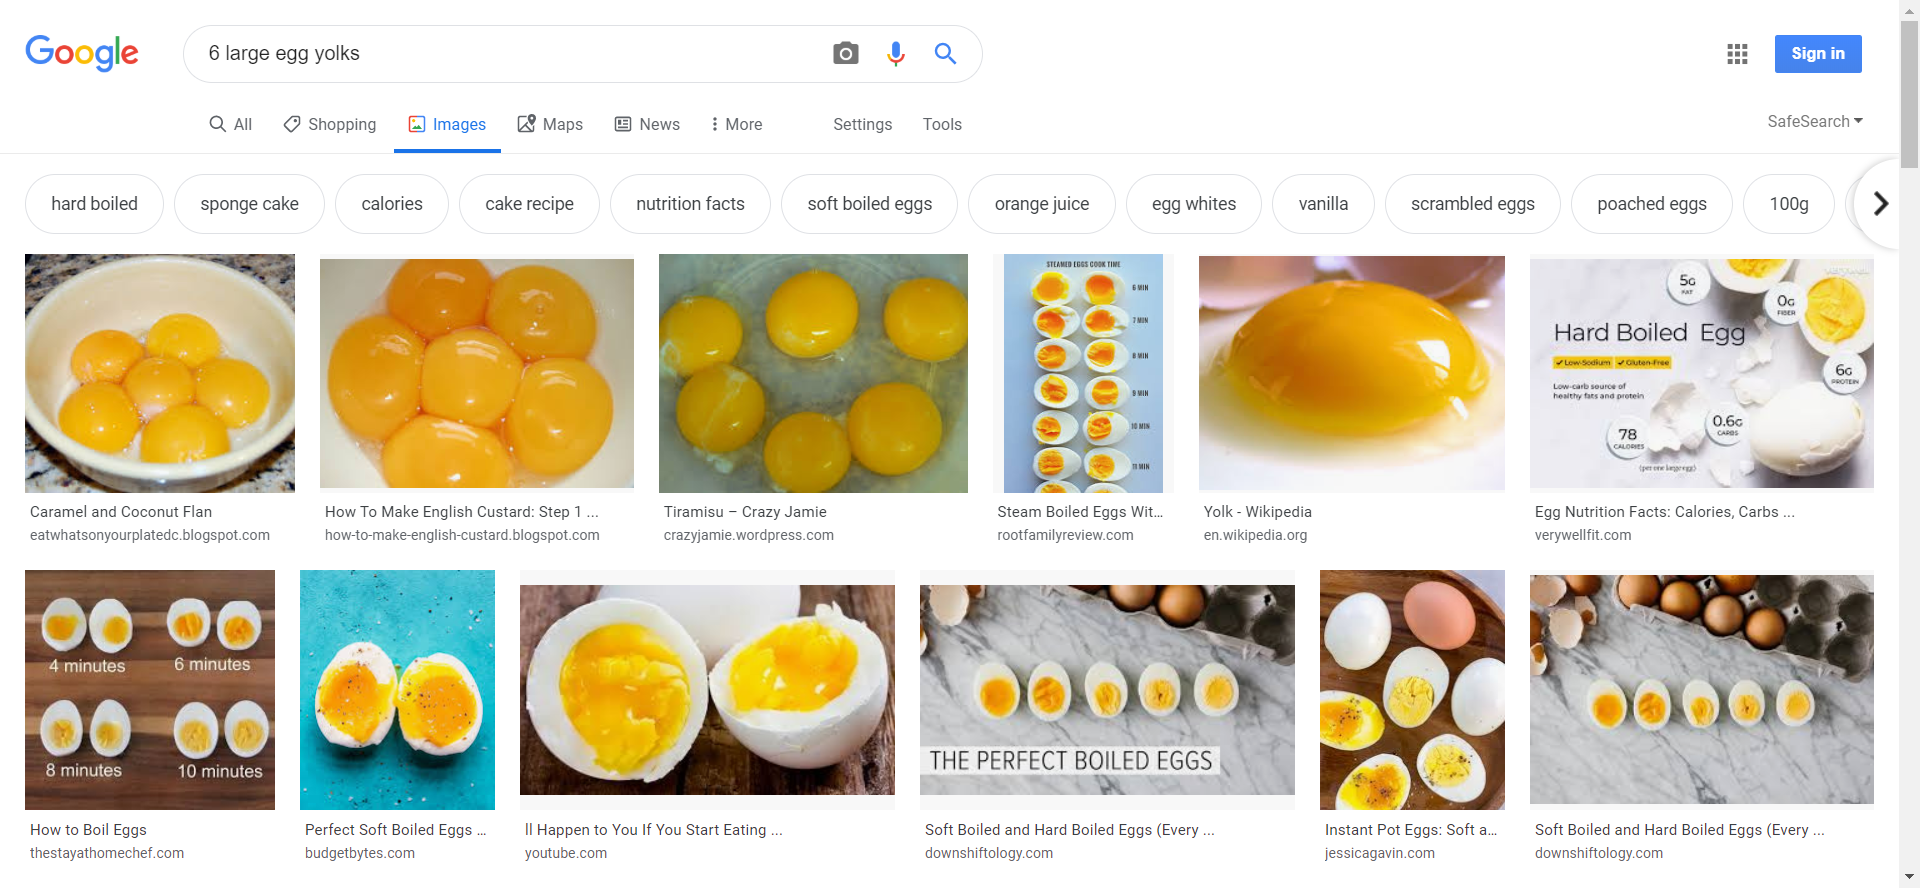 Google
6 large egg yolks
Sign in
All
Shopping
Images
Maps
News
More
Settings
Tools
SafeSearch
hard boiled
sponge cake
calories
cake recipe
nutrition facts
soft boiled eggs
orange juice
egg whites
vanilla
scrambled eggs
poached eggs
100g
STEAMED EGGS COOK TIME
6 MIN
7 MIN
8 MIN
9 MIN
10 MIN
11 MIN
5G
FAT
0G
FIBER
Hard Boiled Egg
Low-Sodium
Gluten-Free
Low-carb source of
healthy fats and protein
6G
PROTEIN
78
CALORIES
0.6G
CARBS
(per one large egg)
Caramel and Coconut Flan
eatwhatsonyourplatedc.blogspot.com
How To Make English Custard: Step 1 ...
how-to-make-english-custard.blogspot.com
Tiramisu – Crazy Jamie
crazyjamie.wordpress.com
Steam Boiled Eggs Wit...
rootfamilyreview.com
Yolk - Wikipedia
en.wikipedia.org
Egg Nutrition Facts: Calories, Carbs ...
verywellfit.com
4 minutes
6 minutes
8 minutes
10 minutes
THE PERFECT BOILED EGGS
How to Boil Eggs
thestayathomechef.com
Perfect Soft Boiled Eggs ...
budgetbytes.com
ll Happen to You If You Start Eating ...
youtube.com
Soft Boiled and Hard Boiled Eggs (Every ...
downshiftology.com
Instant Pot Eggs: Soft a...
jessicagavin.com
Soft Boiled and Hard Boiled Eggs (Every ...
downshiftology.com